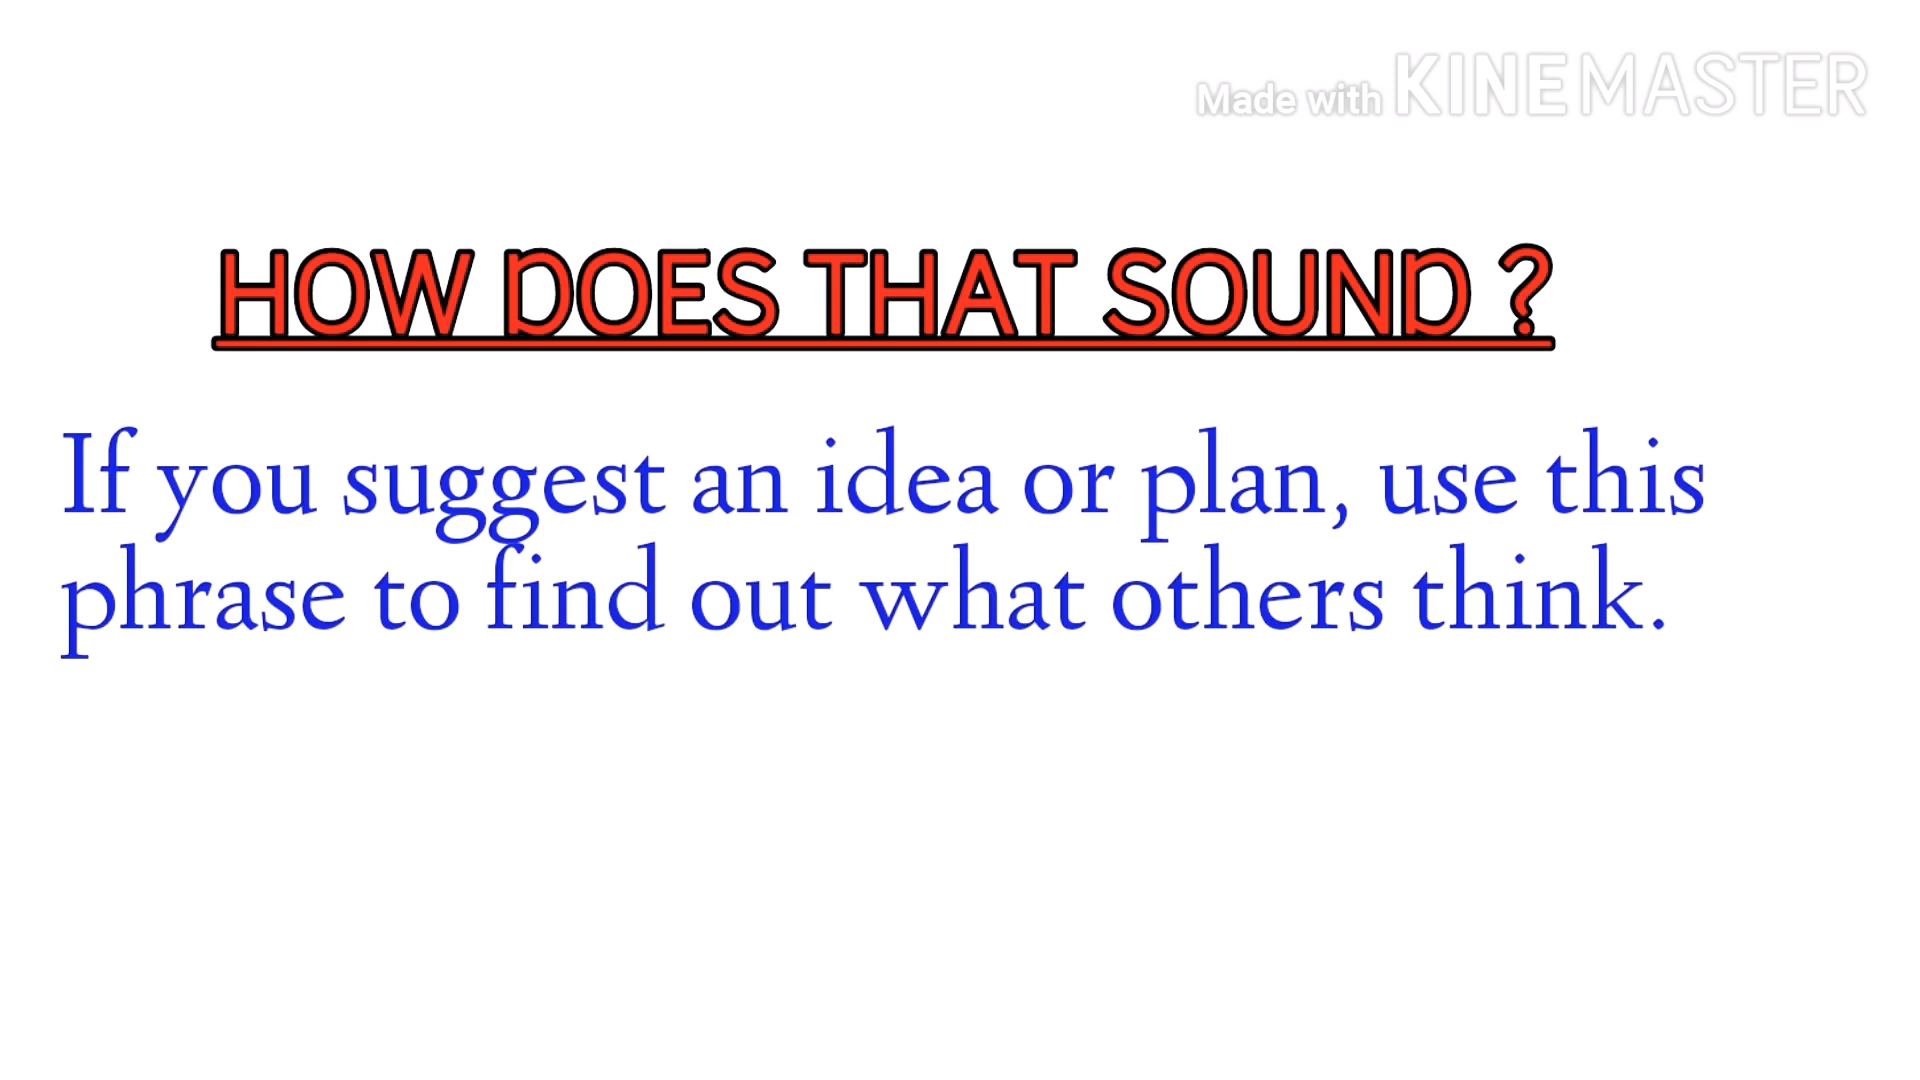 Made with KINEMASTER
HOW DOES THAT SOUND ?
If you suggest an idea or plan, use this
phrase to find out what others think.